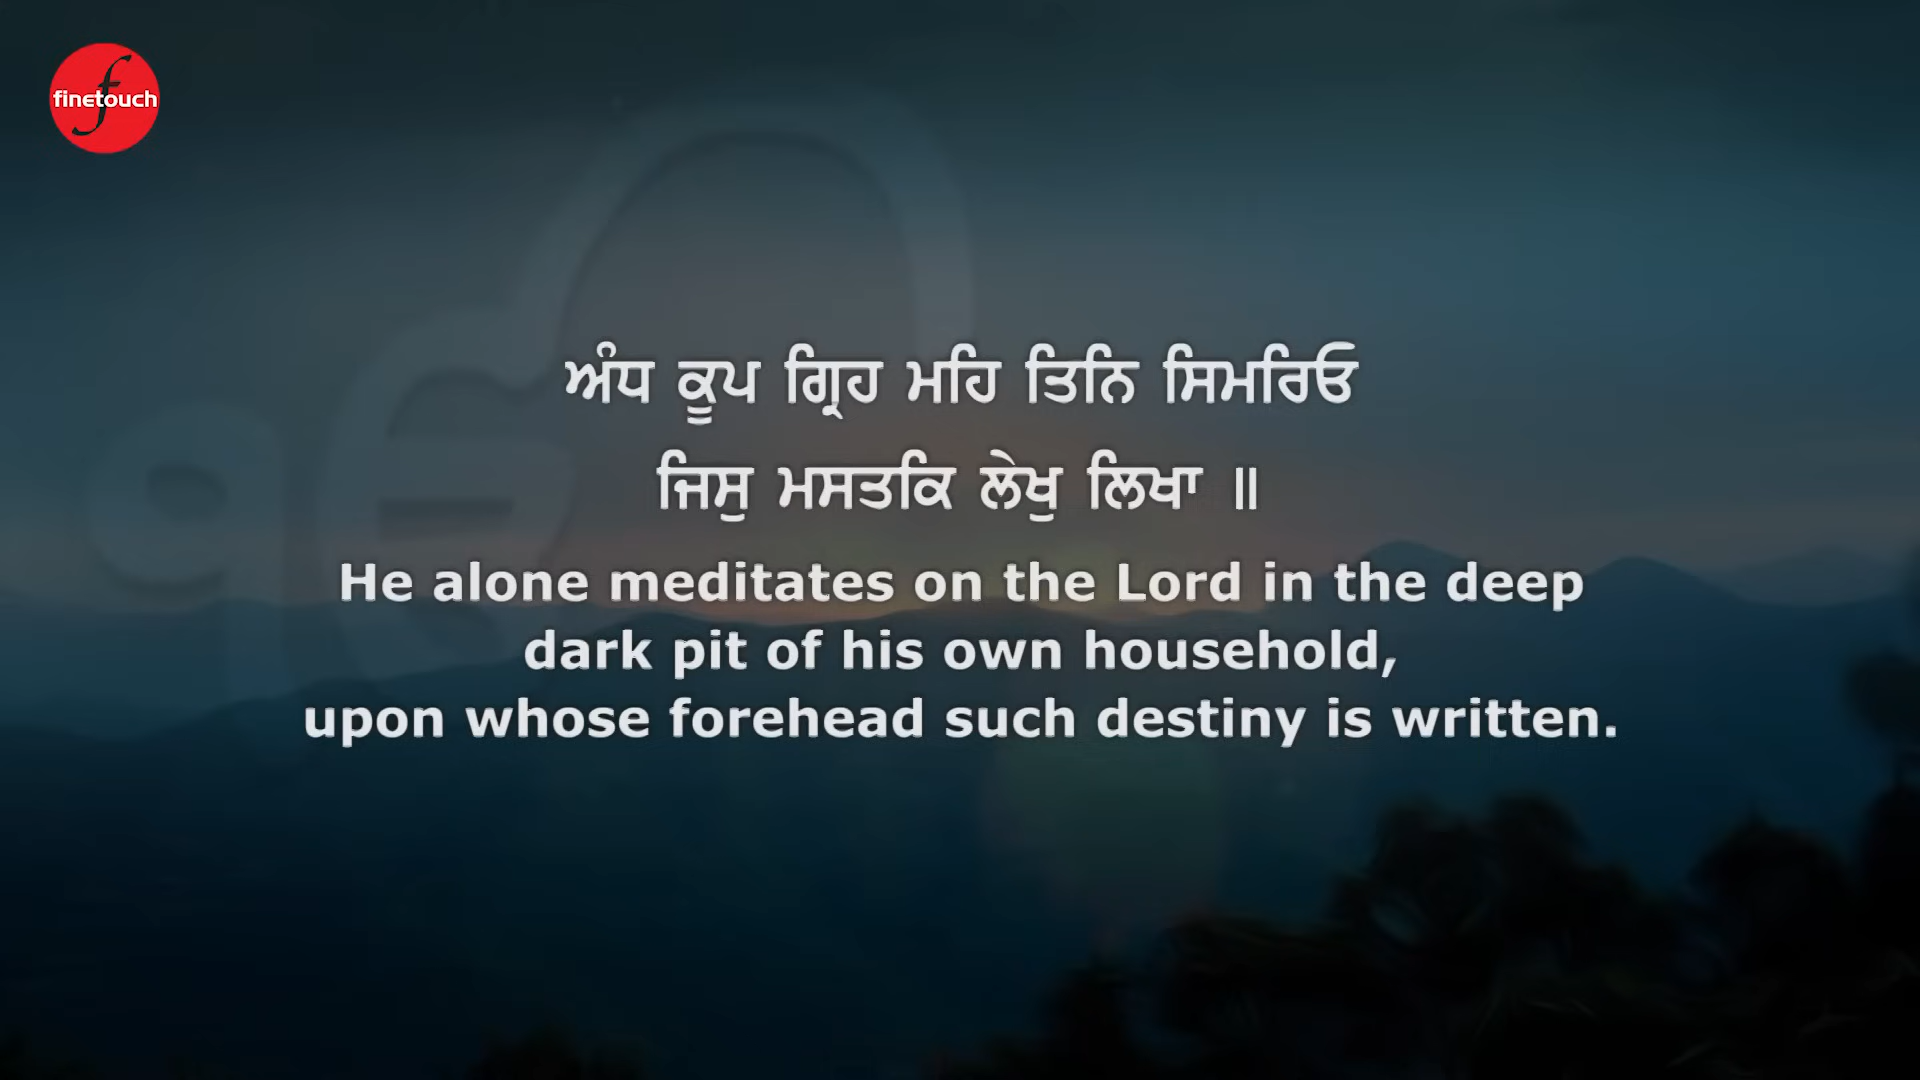 finetouch
ੴ
ਅੰਧ ਕੂਪ ਗ੍ਰਿਹ ਮਹਿ ਤਿਨਿ ਸਿਮਰਿਓ
ਜਿਸੁ ਮਸਤਕਿ ਲੇਖੁ ਲਿਖਾ ॥
He alone meditates on the Lord in the deep
dark pit of his own household,
upon whose forehead such destiny is written.